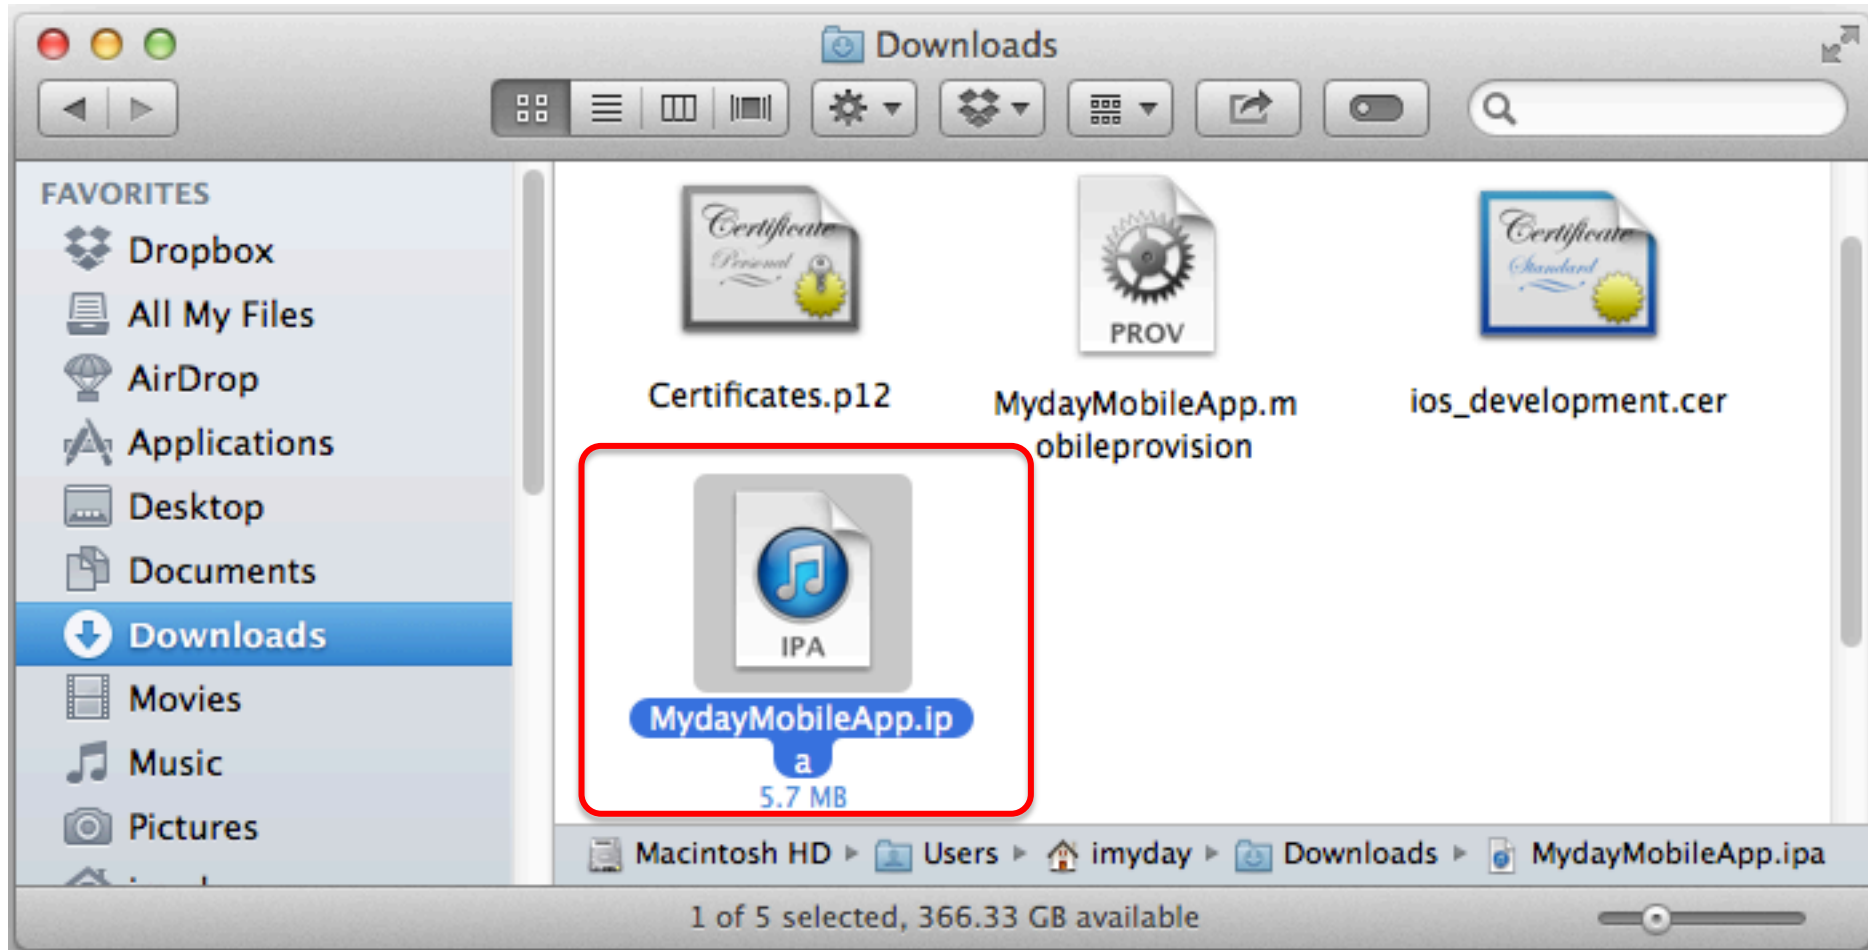 Downloads
FAVORITES
Dropbox
All My Files
AirDrop
Applications
Desktop
Documents
Downloads
Movies
Music
Pictures
Certificate
Personal
Certificates.p12
PROV
MydayMobileApp.m
obileprovision
Certificate
Standard
ios_development.cer
IPA
MydayMobileApp.ip
a
5.7 MB
Macintosh HD ▸ Users ▸ imyday ▸ Downloads ▸ MydayMobileApp.ipa
1 of 5 selected, 366.33 GB available